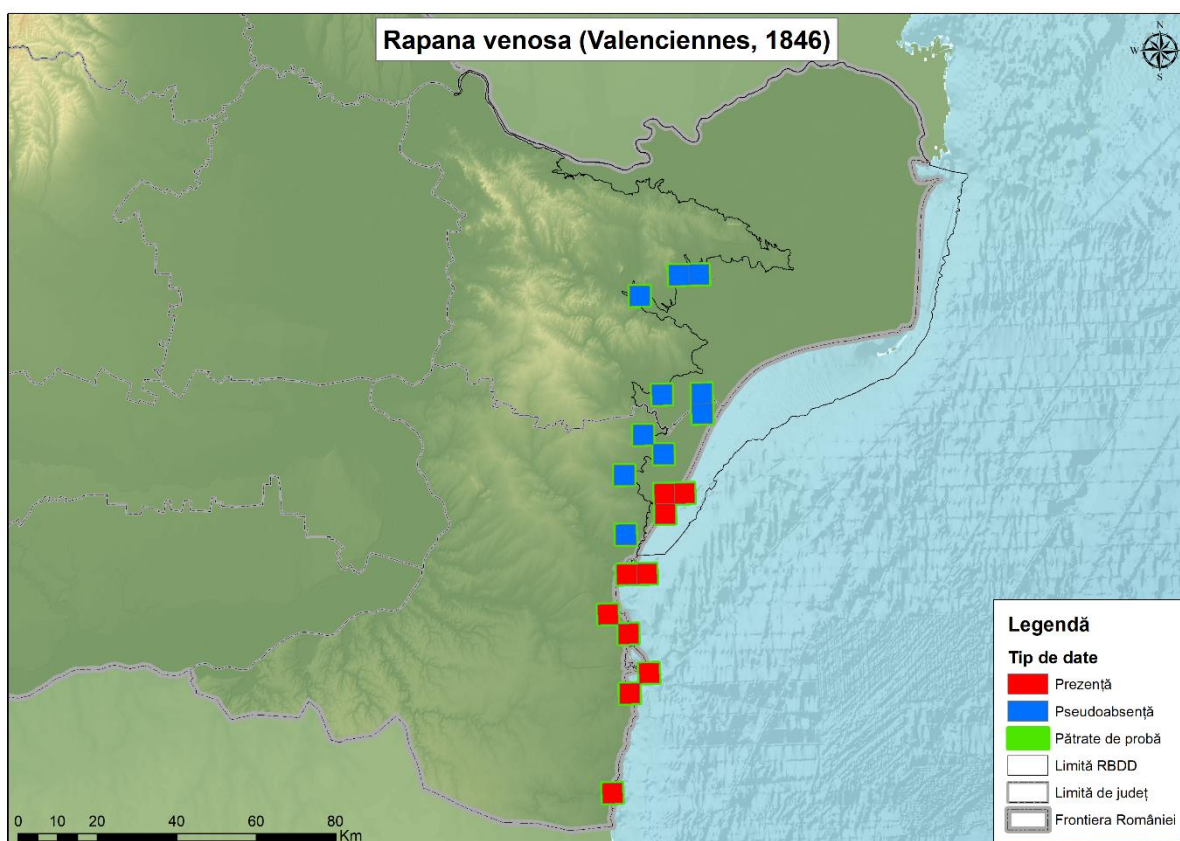 Rapana venosa (Valenciennes, 1846)
N
W
E
S
Legendă
Tip de date
Prezență
Pseudoabsență
Pătrate de probă
Limită RBDD
Limită de județ
Frontiera României
0 10 20 40 60 80
Km